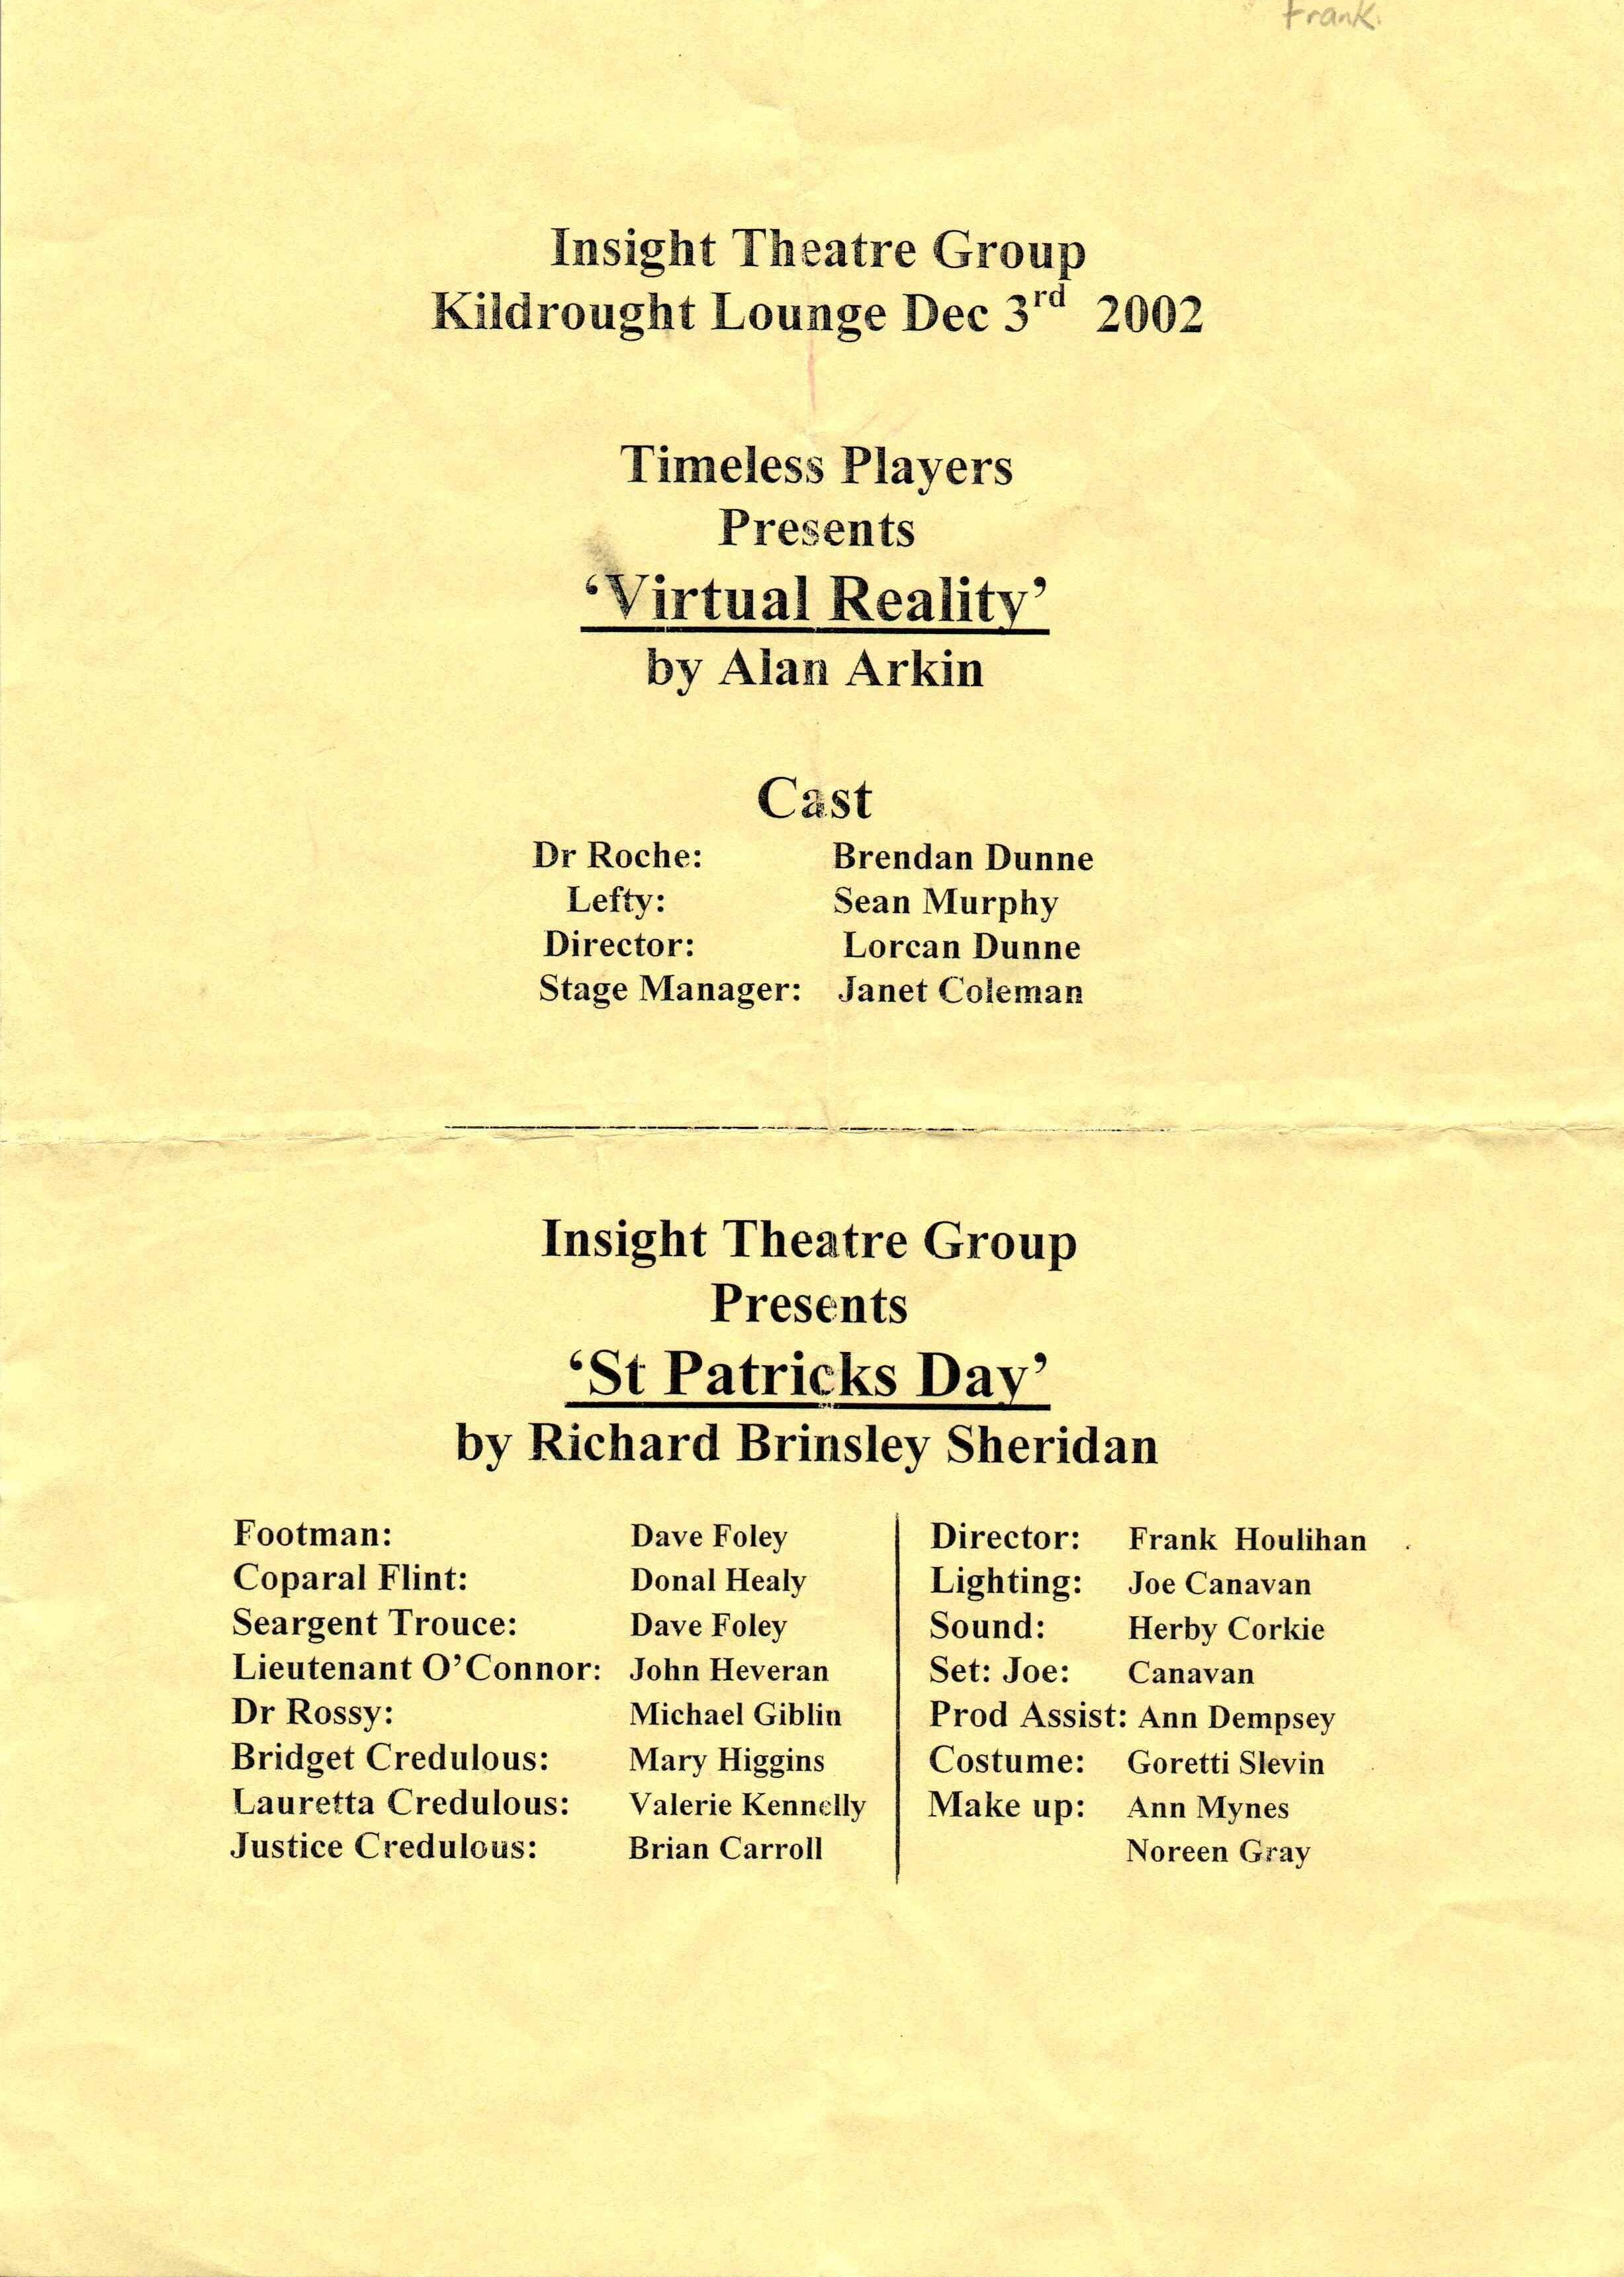 Frank.
Insight Theatre Group
Kildrought Lounge Dec 3rd 2002
Timeless Players
Presents
‘Virtual Reality’
by Alan Arkin
Cast
Dr Roche: Brendan Dunne
Lefty: Sean Murphy
Director: Lorcan Dunne
Stage Manager: Janet Coleman
Insight Theatre Group
Presents
‘St Patricks Day’
by Richard Brinsley Sheridan
Footman: Dave Foley
Coparal Flint: Donal Healy
Seargent Trouce: Dave Foley
Lieutenant O’Connor: John Heveran
Dr Rossy: Michael Giblin
Bridget Credulous: Mary Higgins
Lauretta Credulous: Valerie Kennelly
Justice Credulous: Brian Carroll
Director: Frank Houlihan
Lighting: Joe Canavan
Sound: Herby Corkie
Set: Joe: Canavan
Prod Assist: Ann Dempsey
Costume: Goretti Slevin
Make up: Ann Mynes
Noreen Gray